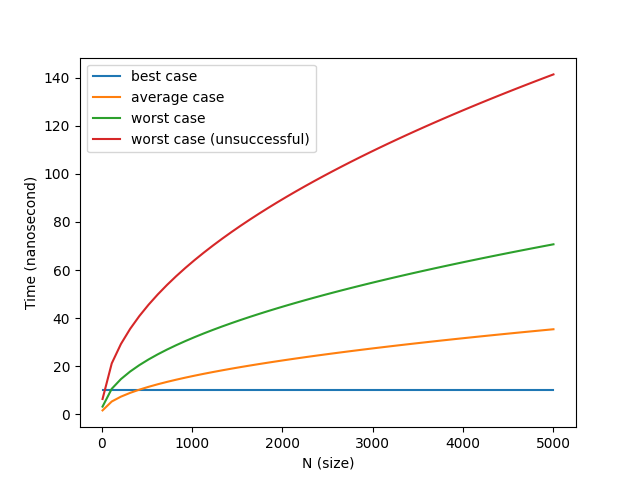 best case
average case
worst case
worst case (unsuccessful)
140
120
100
80
60
40
20
0
Time (nanosecond)
0 1000 2000 3000 4000 5000
N (size)